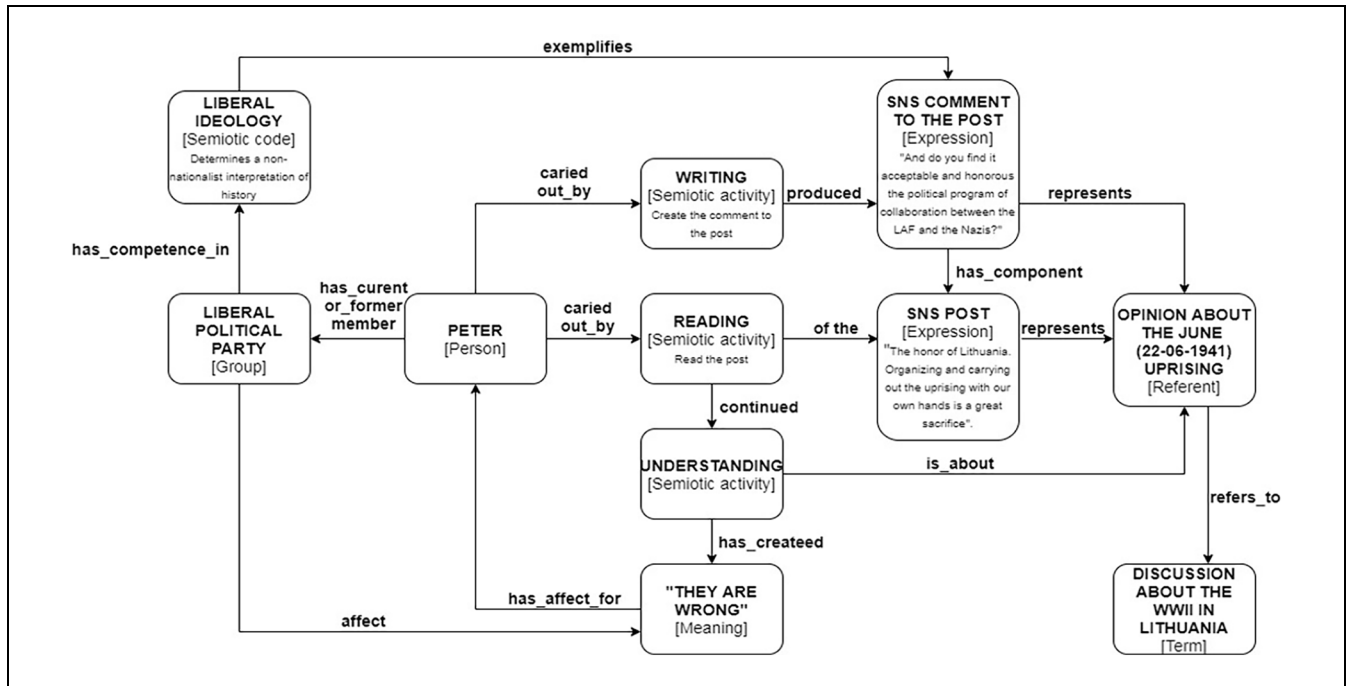 exemplifies
LIBERAL
IDEOLOGY
[Semiotic code]
Determines a non-
nationalist interpretation of
history
SNS COMMENT
TO THE POST
[Expression]
"And do you find it
acceptable and honorous
the political program of
collaboration between the
LAF and the Nazis?"
caried
out_by
WRITING
[Semiotic activity]
Create the comment to
the post
produced
represents
has_competence_in
has_component
LIBERAL
POLITICAL
PARTY
[Group]
has_curent
or_former
member
PETER
[Person]
caried
out_by
READING
[Semiotic activity]
Read the post
of the
SNS POST
[Expression]
"The honor of Lithuania.
Organizing and carrying
out the uprising with our
own hands is a great
sacrifice".
represents
OPINION ABOUT
THE JUNE
(22-06-1941)
UPRISING
[Referent]
continued
UNDERSTANDING
[Semiotic activity]
is_about
refers_to
has_createed
"THEY ARE
WRONG"
[Meaning]
has_affect_for
affect
DISCUSSION
ABOUT THE
WWII IN
LITHUANIA
[Term]